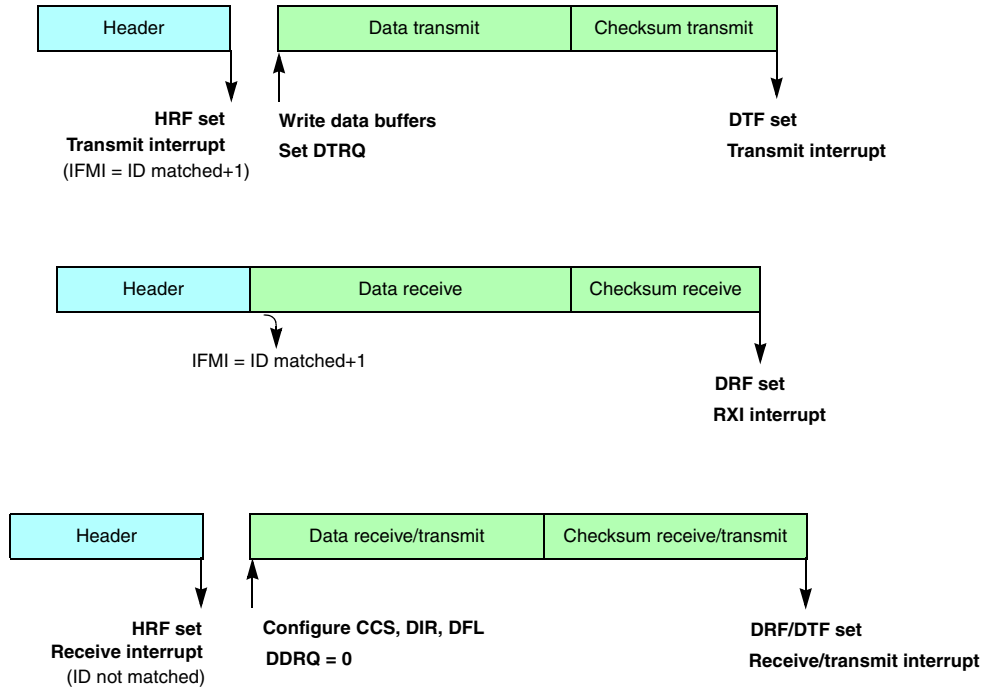 Header
Data transmit
Checksum transmit
HRF set
Transmit interrupt
(IFMI = ID matched+1)
Write data buffers
Set DTRQ
DTF set
Transmit interrupt
Header
Data receive
Checksum receive
IFMI = ID matched+1
DRF set
RXI interrupt
Header
Data receive/transmit
Checksum receive/transmit
HRF set
Receive interrupt
(ID not matched)
Configure CCS, DIR, DFL
DDRQ = 0
DRF/DTF set
Receive/transmit interrupt